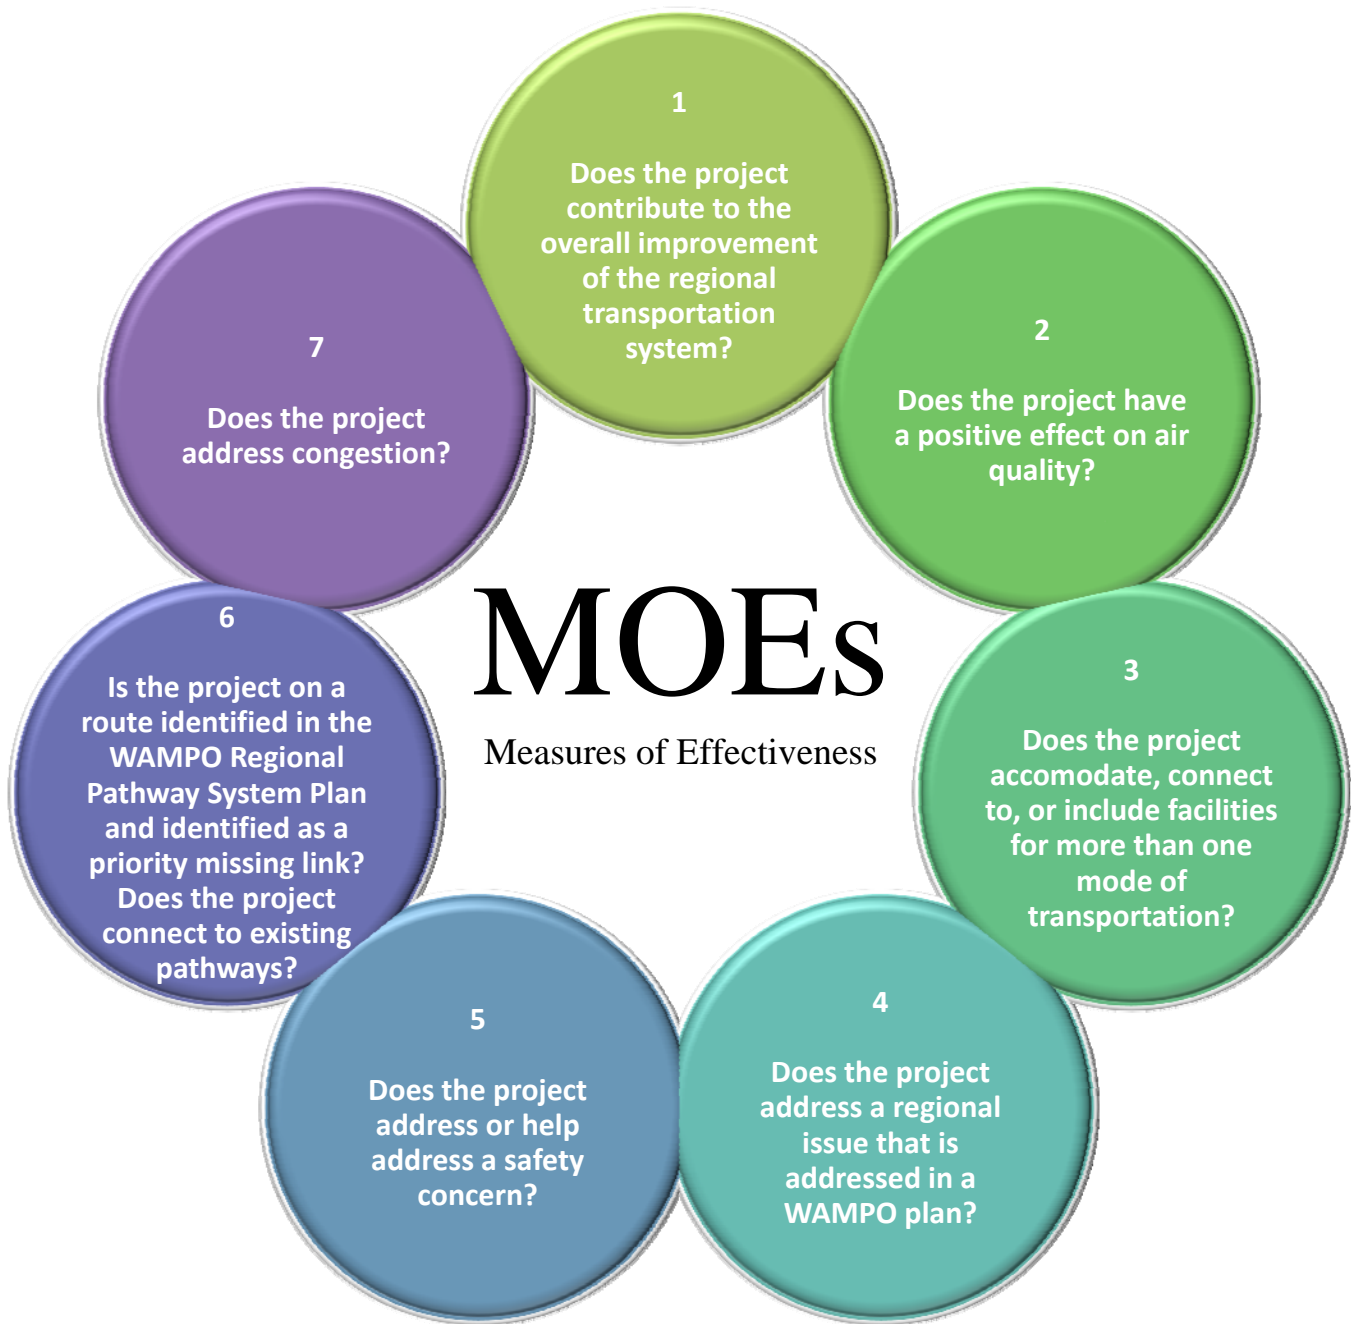 1
Does the project
contribute to the
overall improvement
of the regional
transportation
system?
2
Does the project have
a positive effect on air
quality?
3
Does the project
accomodate, connect
to, or include facilities
for more than one
mode of
transportation?
4
Does the project
address a regional
issue that is
addressed in a
WAMPO plan?
5
Does the project
address or help
address a safety
concern?
6
Is the project on a
route identified in the
WAMPO Regional
Pathway System Plan
and identified as a
priority missing link?
Does the project
connect to existing
pathways?
7
Does the project
address congestion?
MOEs
Measures of Effectiveness